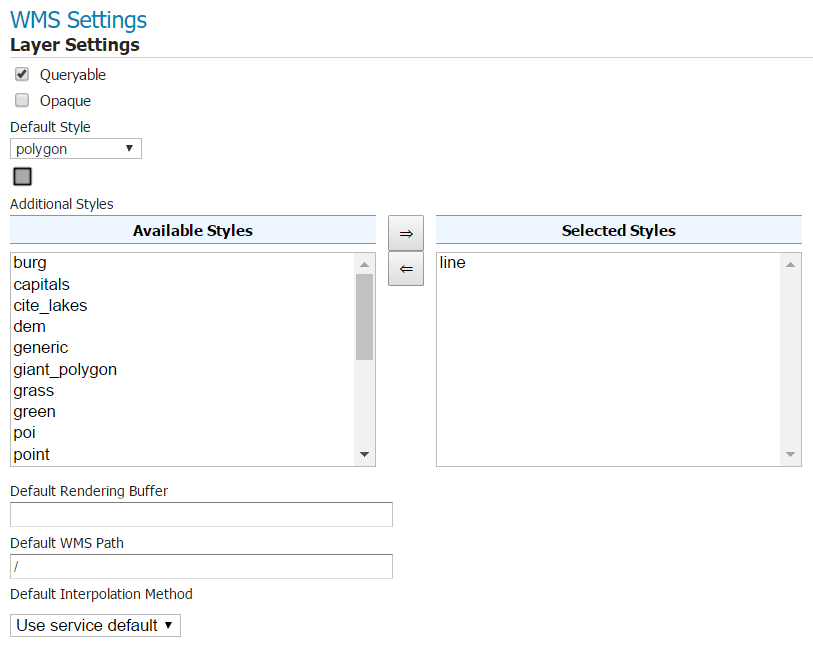 WMS Settings
Layer Settings
Queryable
Opaque
Default Style
polygon
Additional Styles
Available Styles
⇒
Selected Styles
⇐
burg
capitals
cite_lakes
dem
generic
giant_polygon
grass
green
poi
point
line
Default Rendering Buffer
Default WMS Path
/
Default Interpolation Method
Use service default